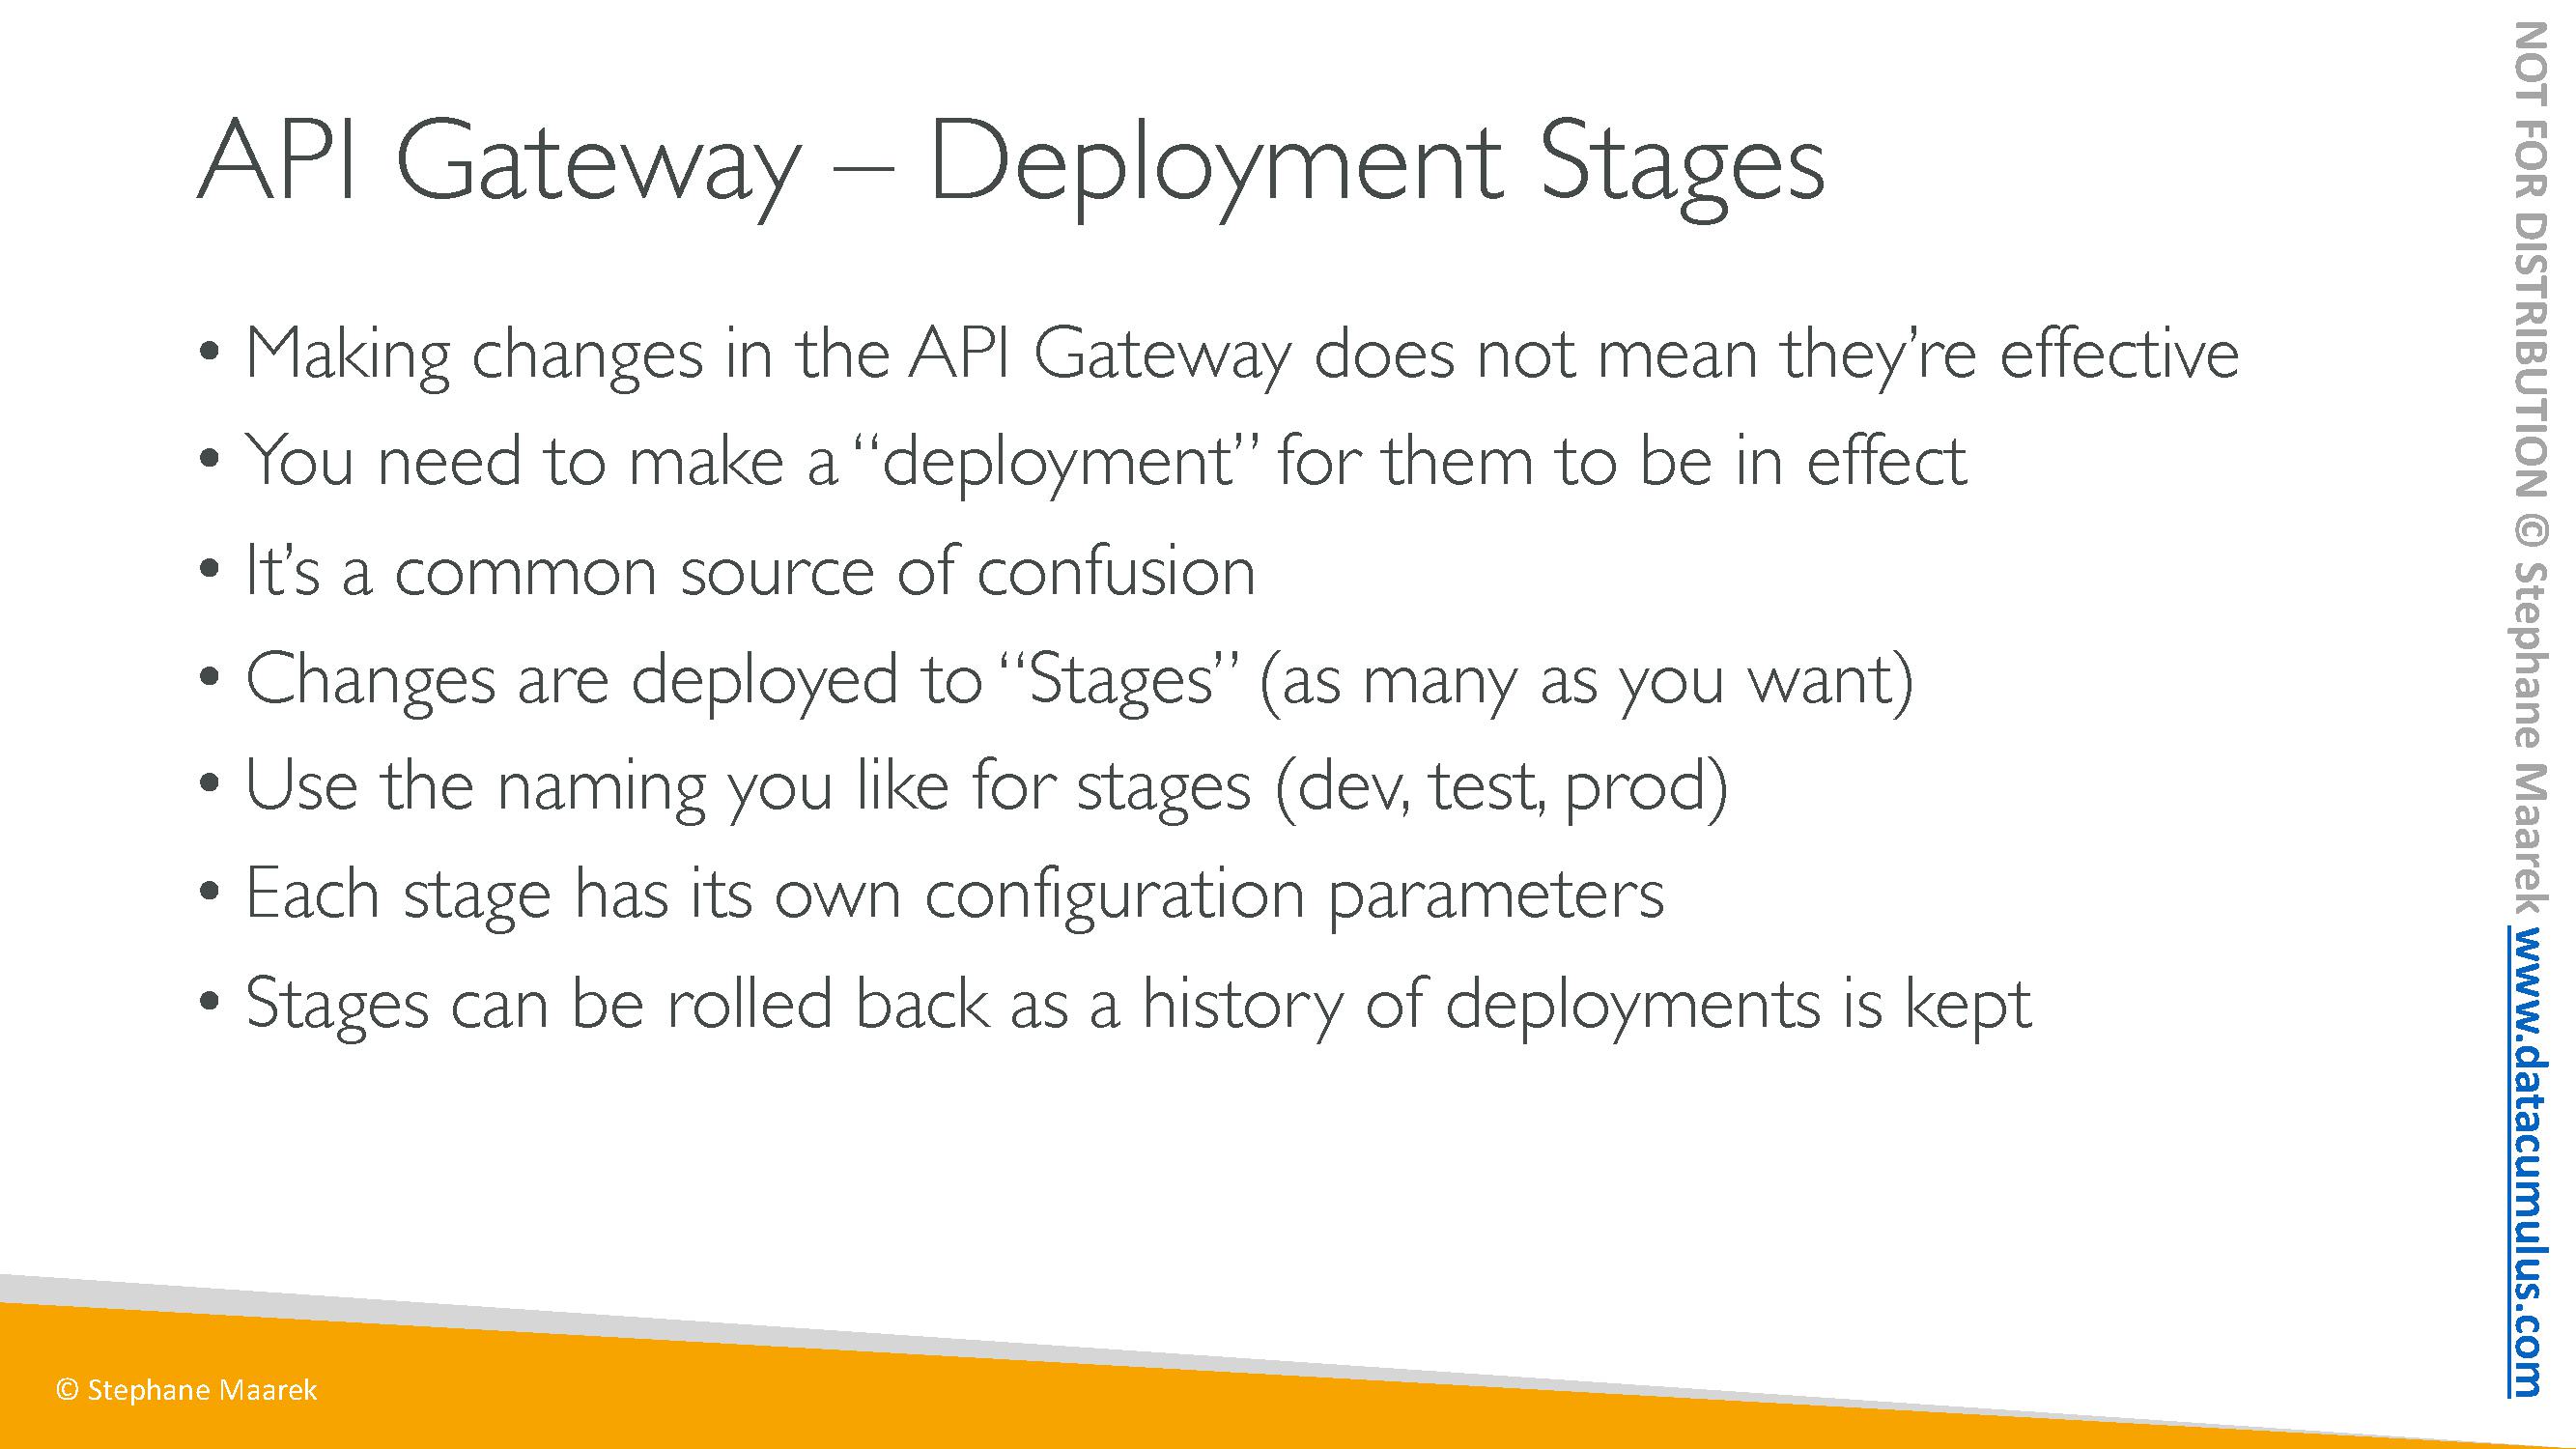 API Gateway – Deployment Stages
• Making changes in the API Gateway does not mean they’re effective
• You need to make a “deployment” for them to be in effect
• It’s a common source of confusion
• Changes are deployed to “Stages” (as many as you want)
• Use the naming you like for stages (dev, test, prod)
• Each stage has its own configuration parameters
• Stages can be rolled back as a history of deployments is kept
© Stephane Maarek
NOT FOR DISTRIBUTION © Stephane Maarek www.datacumulus.com